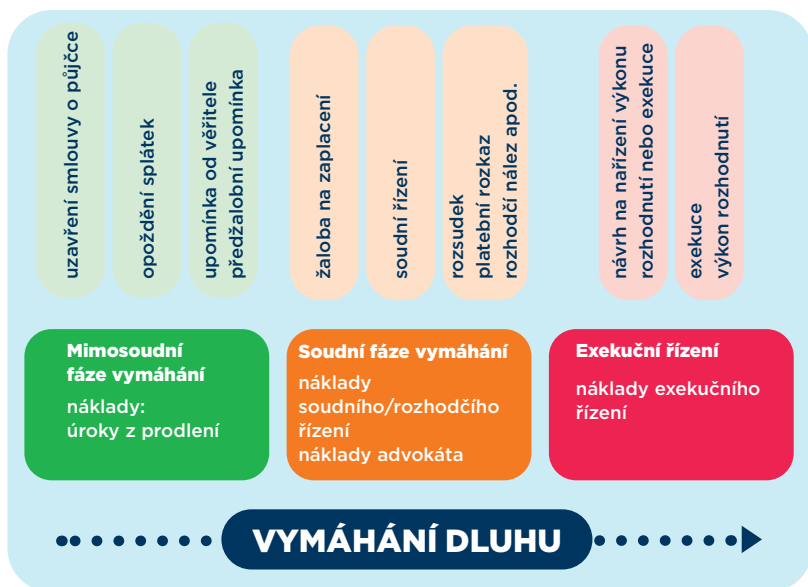 uzavření smlouvy o půjčce
opoždění splátek
upomínka od věřitele
předžalobní upomínka
žaloba na zaplacení
soudní řízení
rozsudek
platební rozkaz
rozhodčí nález apod.
návrh na nařízení výkonu
rozhodnutí nebo exekuce
exekuce
výkon rozhodnutí
Mimosoudní
fáze vymáhání
náklady:
úroky z prodlení
Soudní fáze vymáhání
náklady
soudního/rozhodčího
řízení
náklady advokáta
Exekuční řízení
náklady exekučního
řízení
VYMÁHÁNÍ DLUHU